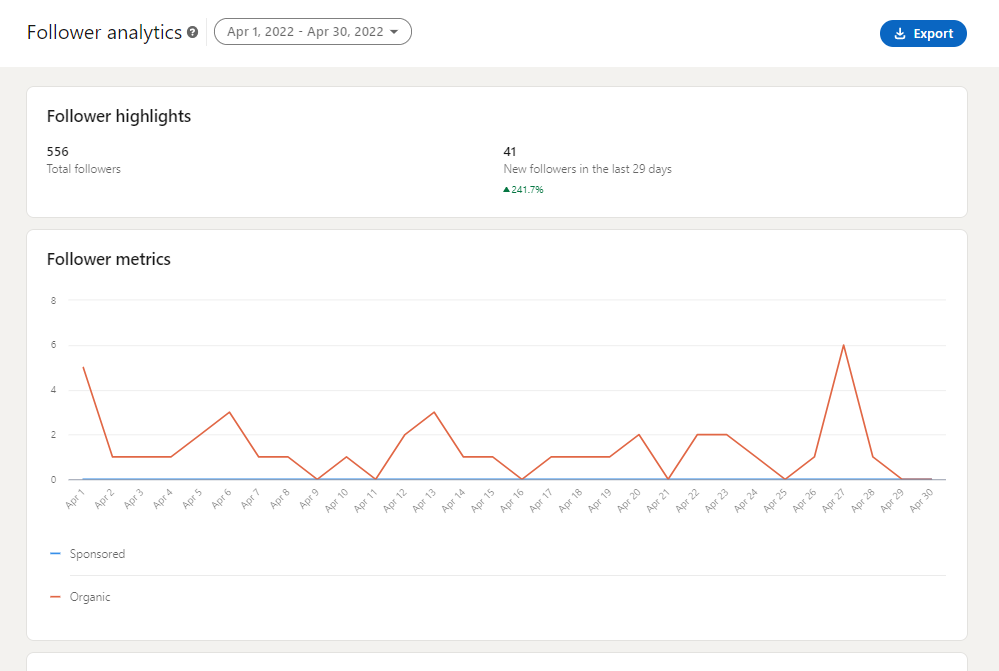 Follower analytics ?
Apr 1, 2022 - Apr 30, 2022
Export
Follower highlights
556
Total followers
41
New followers in the last 29 days
241.7%
Follower metrics
8
6
4
2
0
Apr 1 Apr 2 Apr 3 Apr 4 Apr 5 Apr 6 Apr 7 Apr 8 Apr 9 Apr 10 Apr 11 Apr 12 Apr 13 Apr 14 Apr 15 Apr 16 Apr 17 Apr 18 Apr 19 Apr 20 Apr 21 Apr 22 Apr 23 Apr 24 Apr 25 Apr 26 Apr 27 Apr 28 Apr 29 Apr 30
Sponsored
Organic